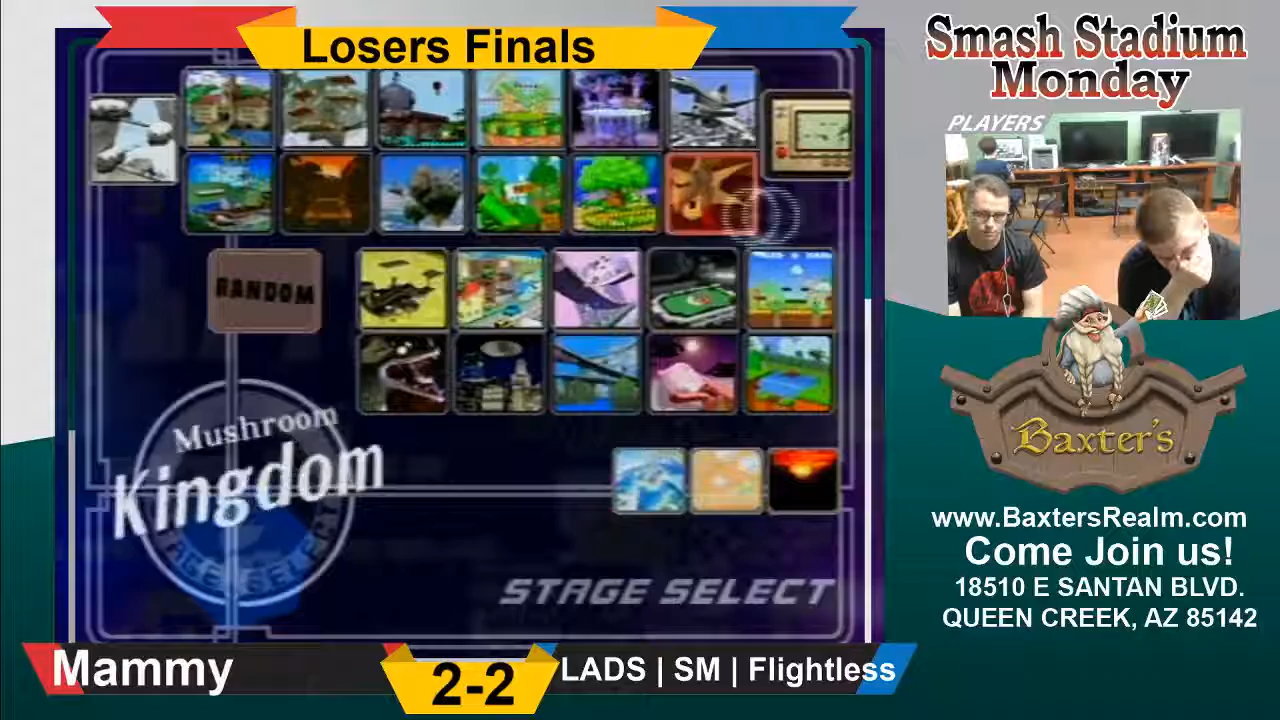 Losers Finals
Smash Stadium
Monday
PLAYERS
RANDOM
Mushroom
Kingdom
STAGE SELECT
Baxter's
www.BaxtersRealm.com
Come Join us!
18510 E SANTAN BLVD.
QUEEN CREEK, AZ 85142
Mammy
2-2
LADS | SM | Flightless